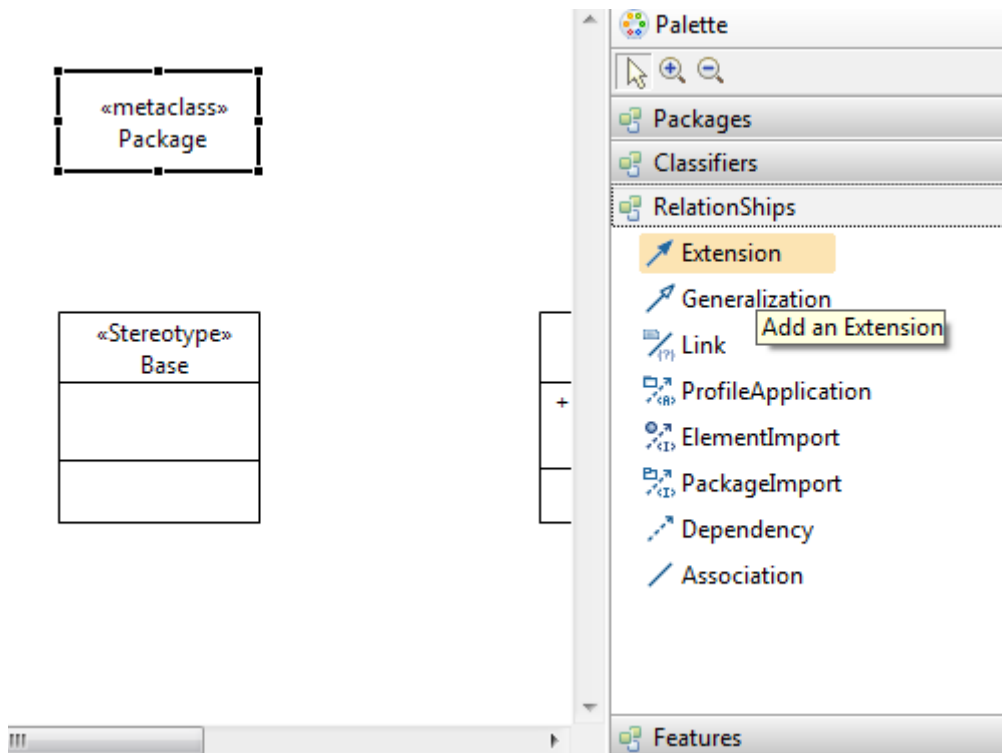 «metaclass»
Package
«Stereotype»
Base
+
Palette
Packages
Classifiers
RelationShips
Extension
Generalization
Add an Extension
Link
ProfileApplication
ElementImport
PackageImport
Dependency
Association
Features